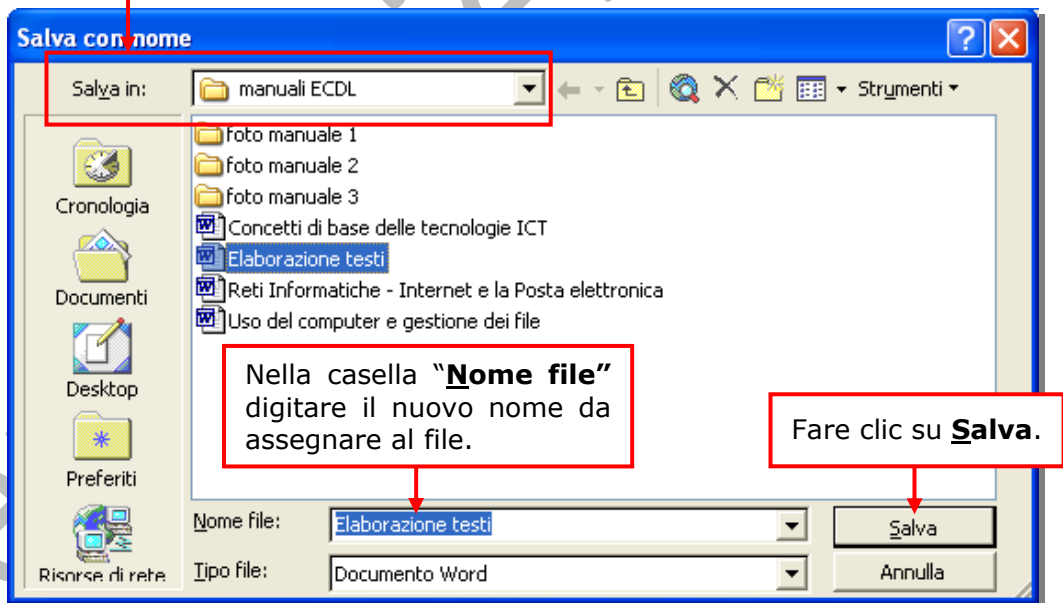 Salva con nome
Salva in:
manuali ECDL
Strumenti
foto manuale 1
foto manuale 2
foto manuale 3
Concetti di base delle tecnologie ICT
Elaborazione testi
Reti Informatiche - Internet e la Posta elettronica
Uso del computer e gestione dei file
Cronologia
Documenti
Desktop
Preferiti
Risorse di rete
Nella casella “Nome file”
digitare il nuovo nome da
assegnare al file.
Fare clic su Salva.
Nome file:
Elaborazione testi
Salva
Tipo file:
Documento Word
Annulla